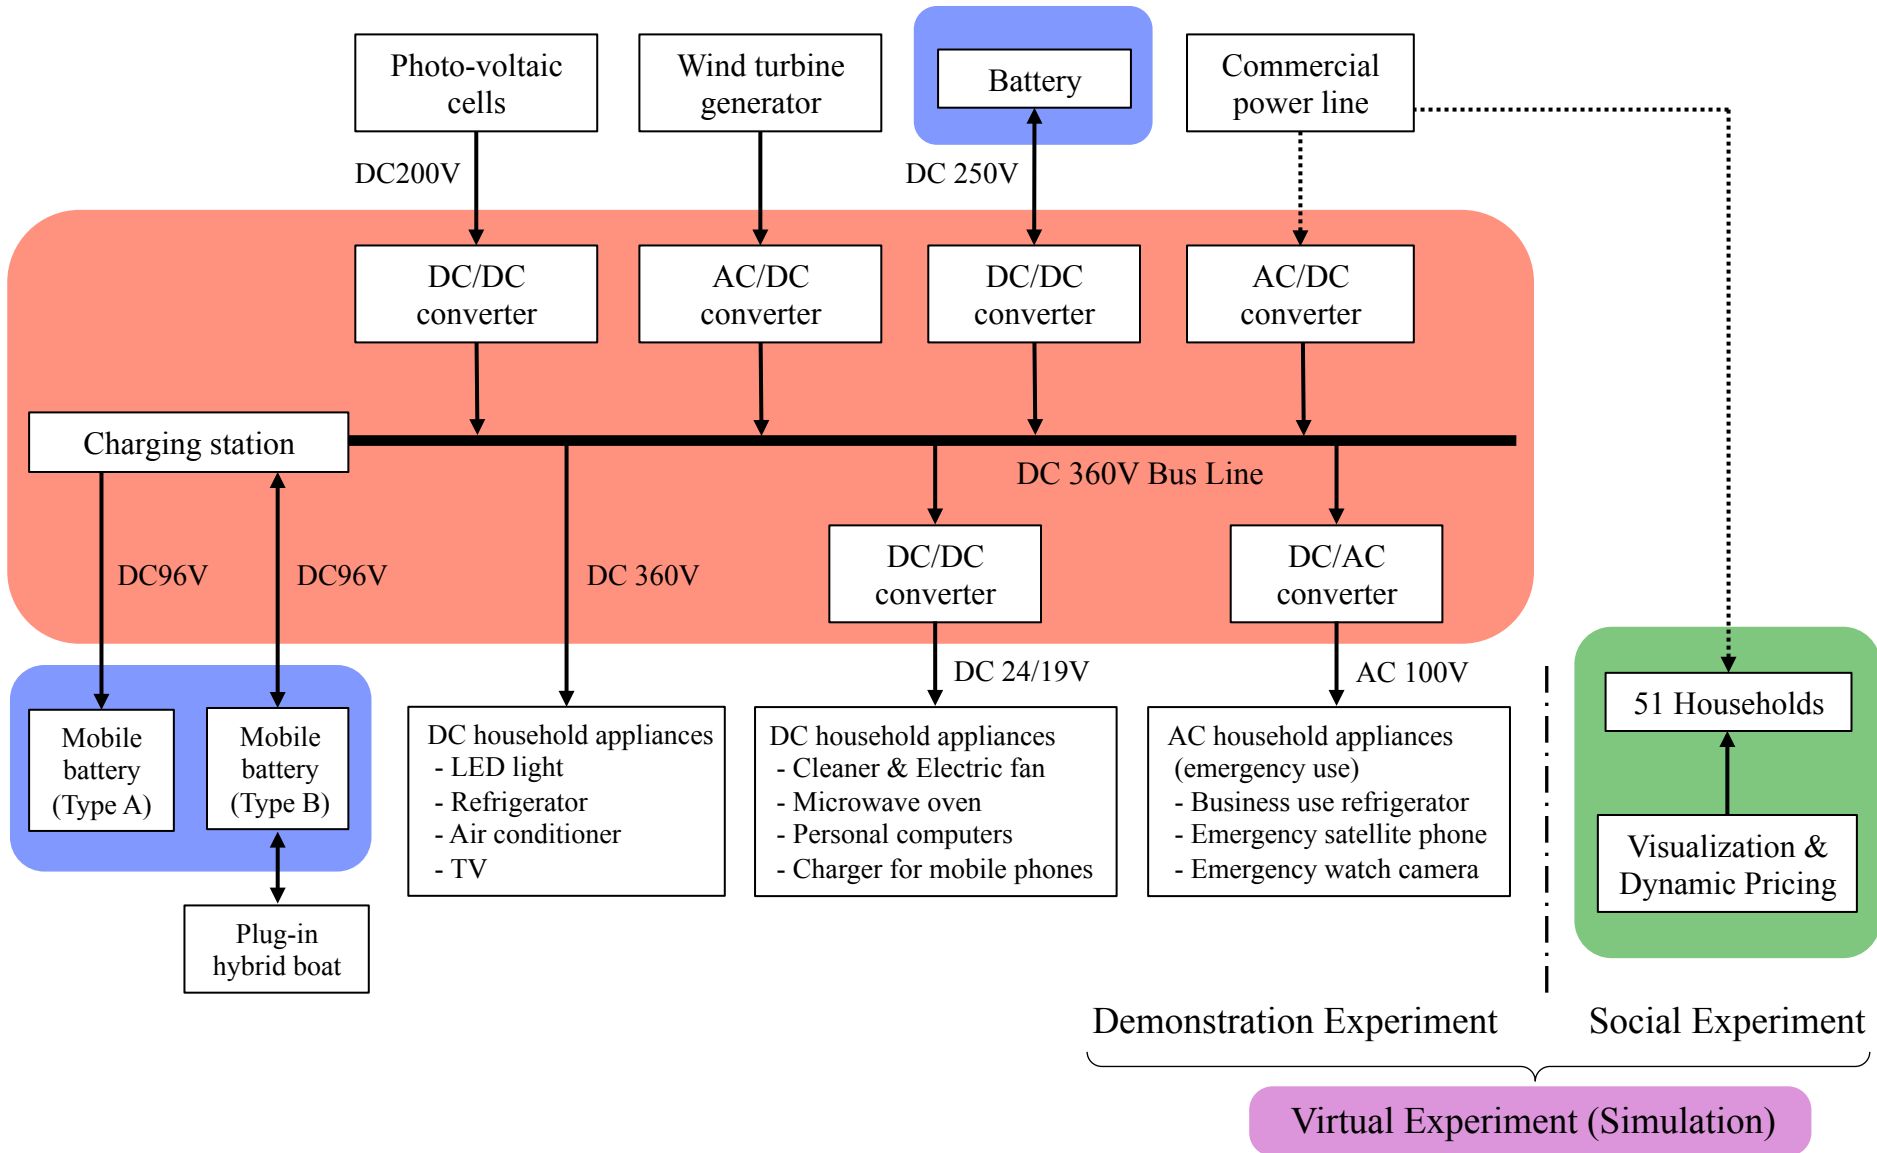 Photo-voltaic
cells
Wind turbine
generator
Battery
Commercial
power line
DC200V
DC 250V
DC/DC
converter
AC/DC
converter
DC/DC
converter
AC/DC
converter
Charging station
DC 360V Bus Line
DC96V
DC96V
DC 360V
DC/DC
converter
DC/AC
converter
DC 24/19V
AC 100V
Mobile
battery
(Type A)
Mobile
battery
(Type B)
DC household appliances
- LED light
- Refrigerator
- Air conditioner
- TV
DC household appliances
- Cleaner & Electric fan
- Microwave oven
- Personal computers
- Charger for mobile phones
AC household appliances
(emergency use)
- Business use refrigerator
- Emergency satellite phone
- Emergency watch camera
51 Households
Visualization &
Dynamic Pricing
Plug-in
hybrid boat
Demonstration Experiment
Social Experiment
Virtual Experiment (Simulation)